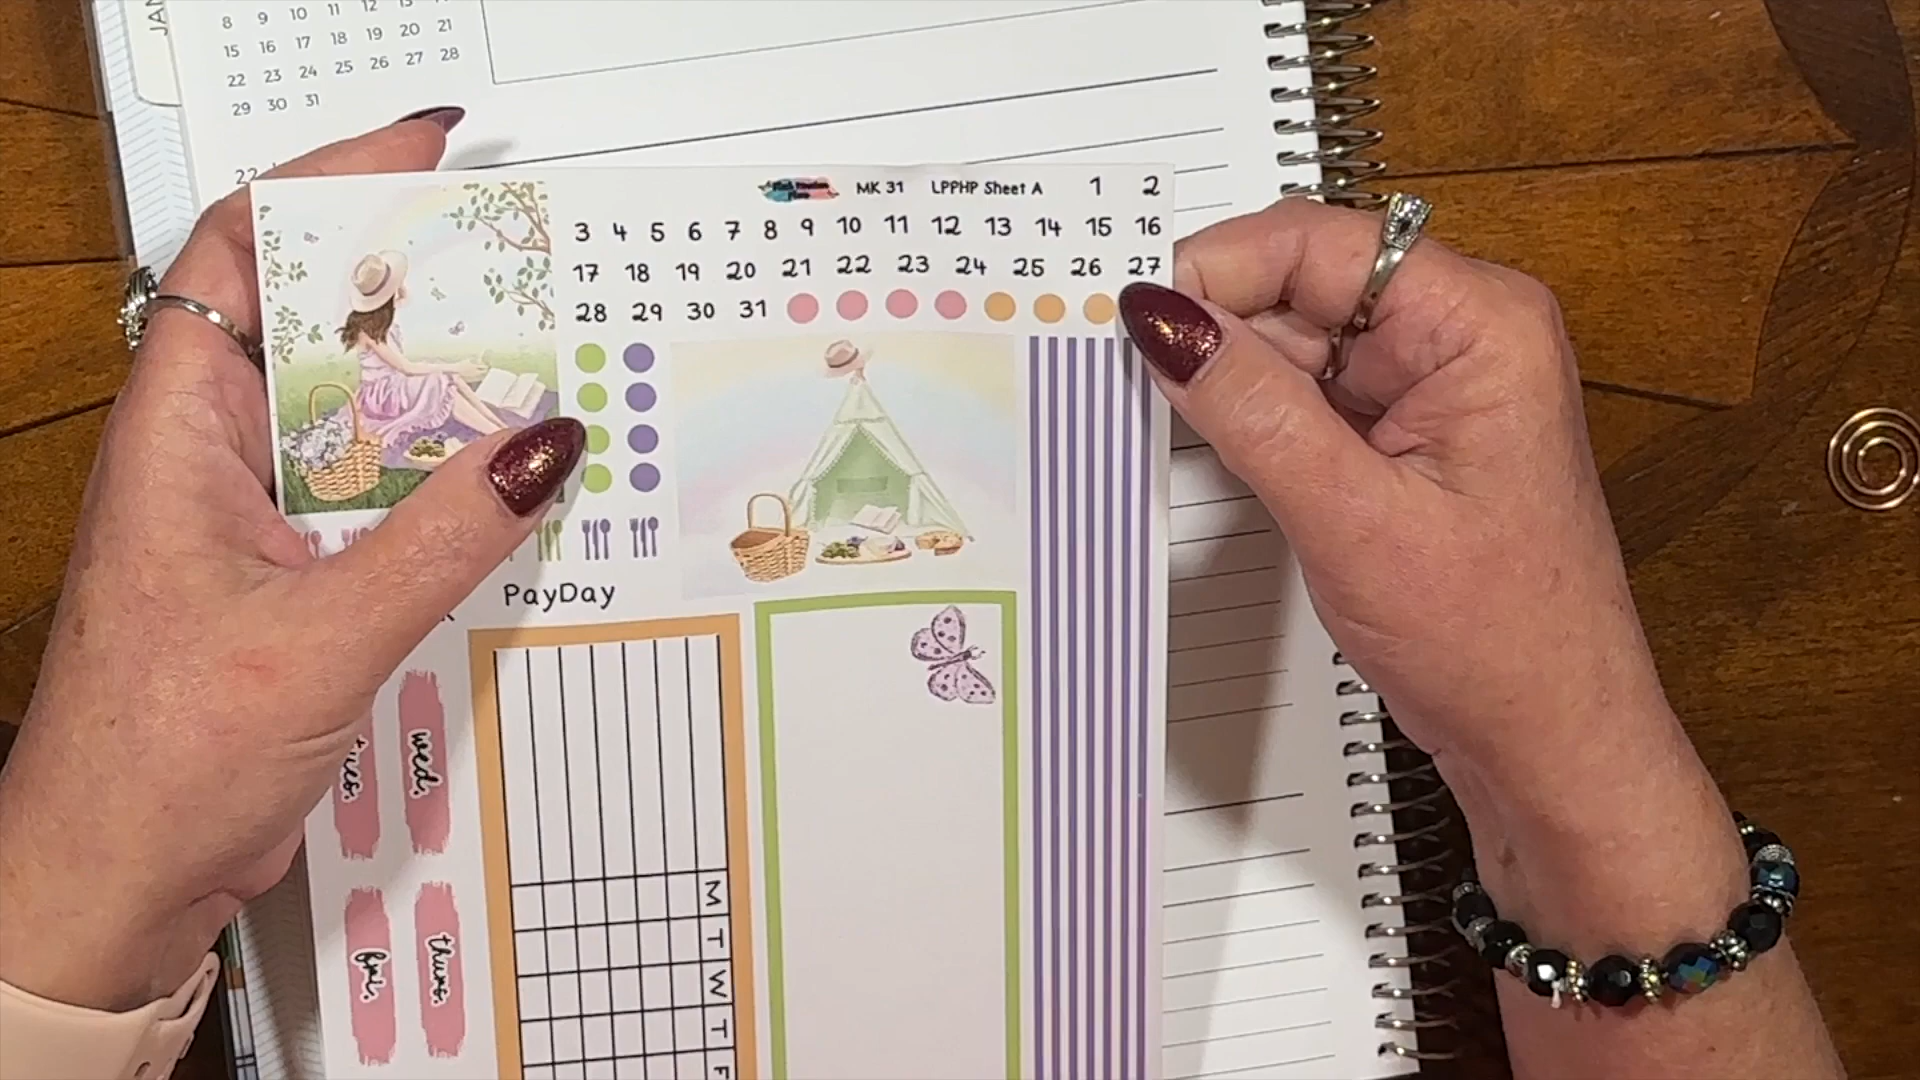 JAN
8 9 10 11 12 13
15 16 17 18 19 20 21
22 23 24 25 26 27 28
29 30 31
22
MK 31 LPPHP Sheet A 1 2
3 4 5 6 7 8 9 10 11 12 13 14 15 16
17 18 19 20 21 22 23 24 25 26 27
28 29 30 31
PayDay
tues. wed.
fri. thurs.
M
T
W
T
F